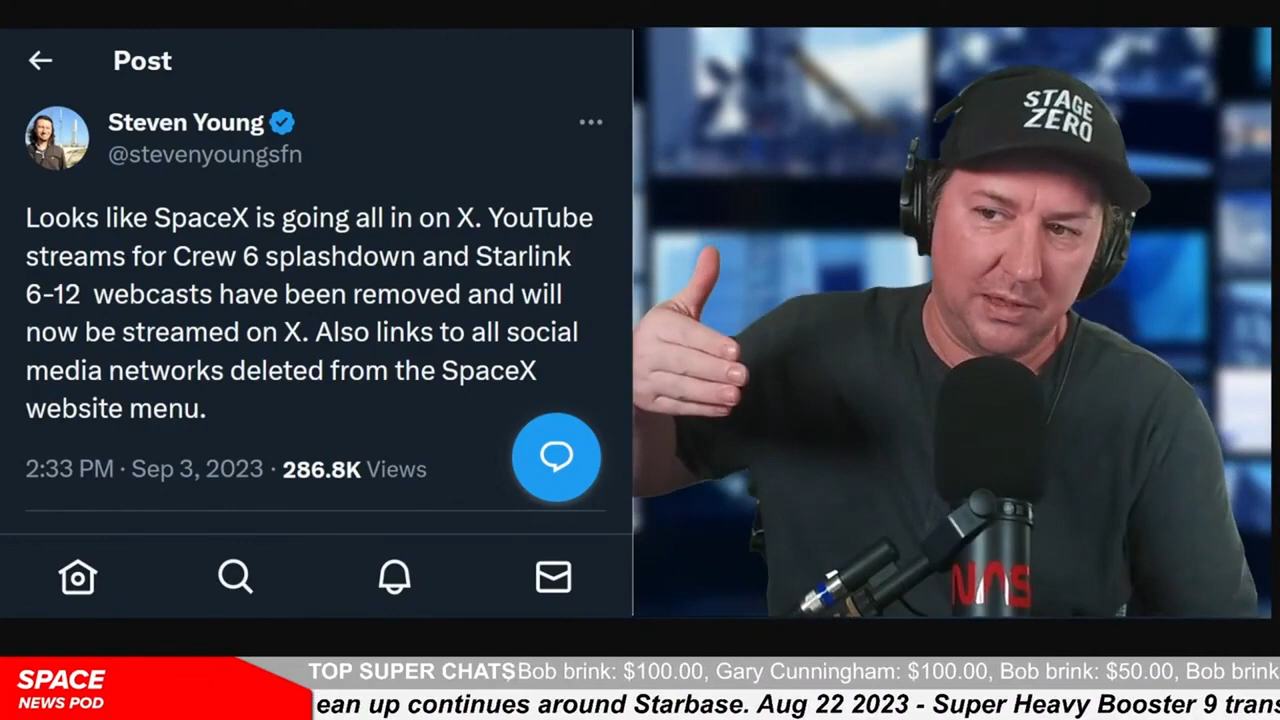 Post
Steven Young
@stevenyoungsfn
Looks like SpaceX is going all in on X. YouTube
streams for Crew 6 splashdown and Starlink
6-12 webcasts have been removed and will
now be streamed on X. Also links to all social
media networks deleted from the SpaceX
website menu.
2:33 PM · Sep 3, 2023 · 286.8K Views
STAGE
ZERO
NAS
SPACE
NEWS POD
TOP SUPER CHATS Bob brink: $100.00, Gary Cunningham: $100.00, Bob brink: $50.00, Bob brink
ean up continues around Starbase. Aug 22 2023 - Super Heavy Booster 9 trans